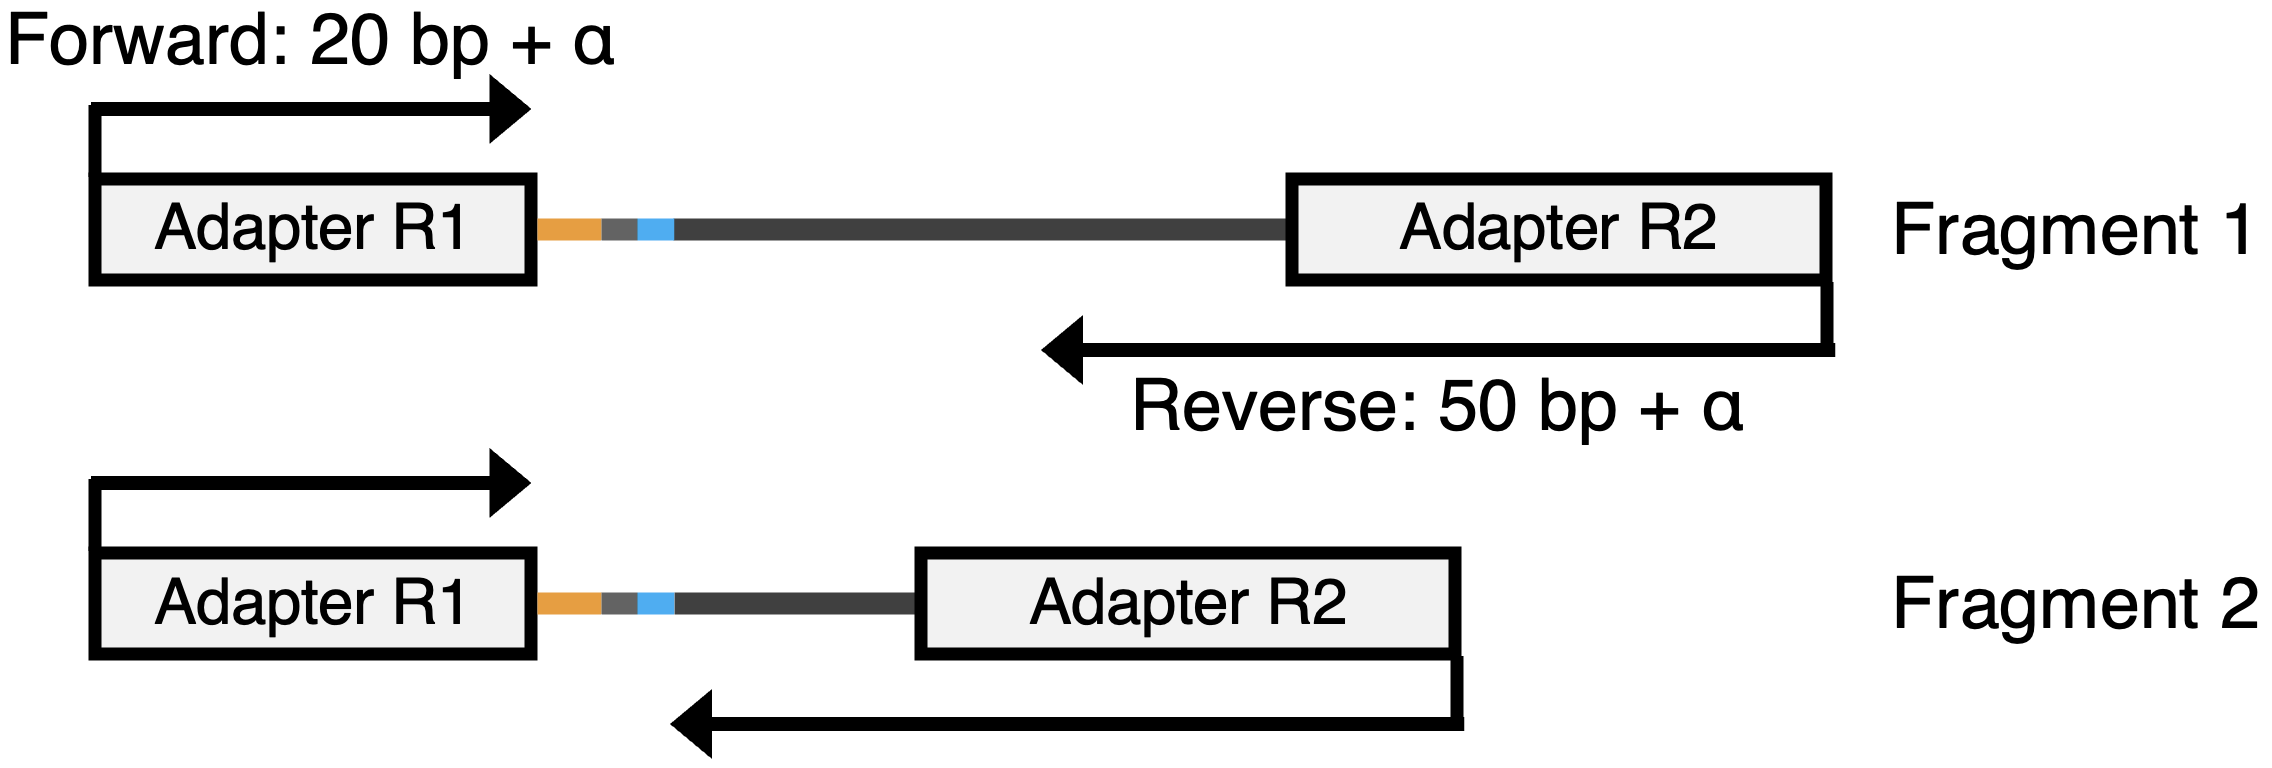 Forward: 20 bp + α
Adapter R1
Adapter R2
Fragment 1
Reverse: 50 bp + α
Adapter R1
Adapter R2
Fragment 2